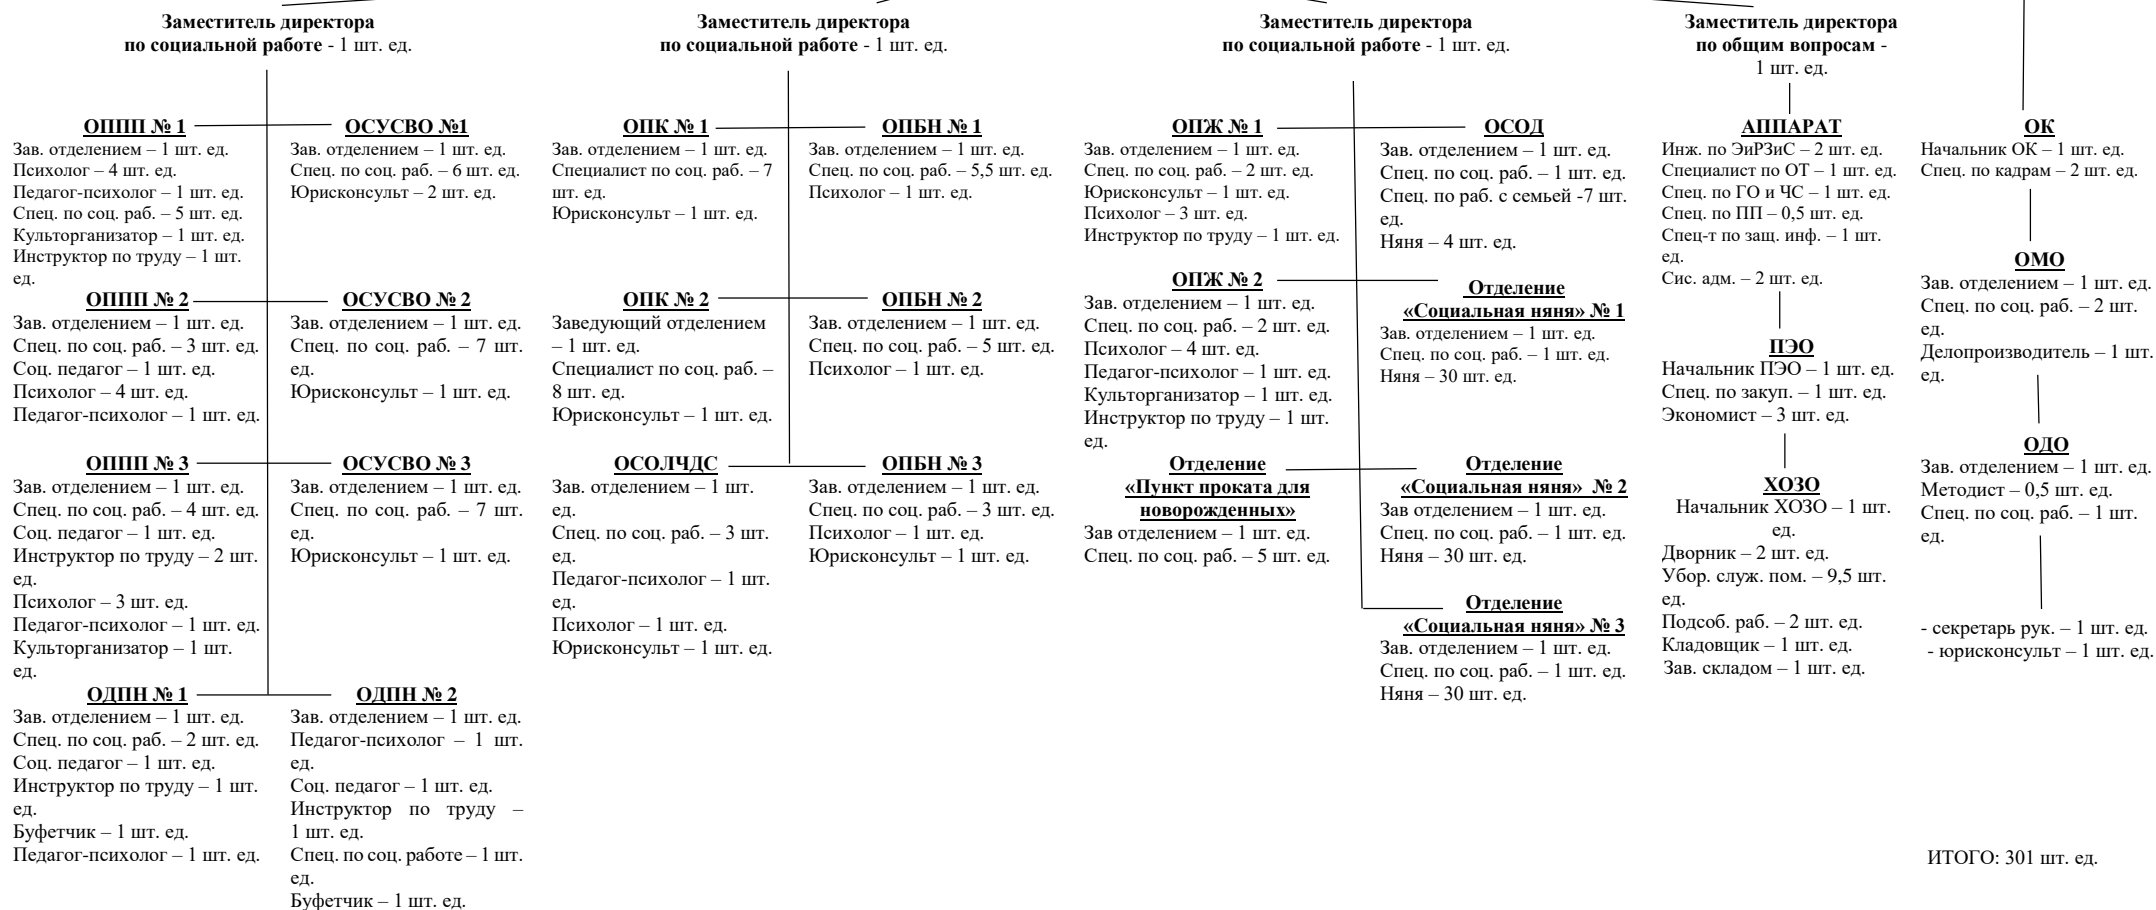 Заместитель директора
по социальной работе - 1 шт. ед.
Заместитель директора
по социальной работе - 1 шт. ед.
Заместитель директора
по социальной работе - 1 шт. ед.
Заместитель директора
по общим вопросам -
1 шт. ед.
ОППП № 1
Зав. отделением – 1 шт. ед.
Психолог – 4 шт. ед.
Педагог-психолог – 1 шт. ед.
Спец. по соц. раб. – 5 шт. ед.
Культорганизатор – 1 шт. ед.
Инструктор по труду – 1 шт.
ед.
ОППП № 2
Зав. отделением – 1 шт. ед.
Спец. по соц. раб. – 3 шт. ед.
Соц. педагог – 1 шт. ед.
Психолог – 4 шт. ед.
Педагог-психолог – 1 шт. ед.
ОППП № 3
Зав. отделением – 1 шт. ед.
Спец. по соц. раб. – 4 шт. ед.
Соц. педагог – 1 шт. ед.
Инструктор по труду – 2 шт.
ед.
Психолог – 3 шт. ед.
Педагог-психолог – 1 шт. ед.
Культорганизатор – 1 шт.
ед.
ОДПН № 1
Зав. отделением – 1 шт. ед.
Спец. по соц. раб. – 2 шт. ед.
Соц. педагог – 1 шт. ед.
Инструктор по труду – 1 шт.
ед.
Буфетчик – 1 шт. ед.
Педагог-психолог – 1 шт. ед.
ОСУСВО №1
Зав. отделением – 1 шт. ед.
Спец. по соц. раб. – 6 шт. ед.
Юрисконсульт – 2 шт. ед.
ОСУСВО № 2
Зав. отделением – 1 шт. ед.
Спец. по соц. раб. – 7 шт.
ед.
Юрисконсульт – 1 шт. ед.
ОСУСВО № 3
Зав. отделением – 1 шт. ед.
Спец. по соц. раб. – 7 шт.
ед.
Юрисконсульт – 1 шт. ед.
ОДПН № 2
Зав. отделением – 1 шт. ед.
Педагог-психолог – 1 шт.
ед.
Соц. педагог – 1 шт. ед.
Инструктор по труду –
1 шт. ед.
Спец. по соц. работе – 1 шт.
ед.
Буфетчик – 1 шт. ед.
ОПК № 1
Зав. отделением – 1 шт. ед.
Специалист по соц. раб. – 7
шт. ед.
Юрисконсульт – 1 шт. ед.
ОПК № 2
Заведующий отделением
– 1 шт. ед.
Специалист по соц. раб. –
8 шт. ед.
Юрисконсульт – 1 шт. ед.
ОСОЛЧДС
Зав. отделением – 1 шт.
ед.
Спец. по соц. раб. – 3 шт.
ед.
Педагог-психолог – 1 шт.
ед.
Психолог – 1 шт. ед.
Юрисконсульт – 1 шт. ед.
ОПБН № 1
Зав. отделением – 1 шт. ед.
Спец. по соц. раб. – 5,5 шт. ед.
Психолог – 1 шт. ед.
ОПБН № 2
Зав. отделением – 1 шт. ед.
Спец. по соц. раб. – 5 шт. ед.
Психолог – 1 шт. ед.
ОПБН № 3
Зав. отделением – 1 шт. ед.
Спец. по соц. раб. – 3 шт. ед.
Психолог – 1 шт. ед.
Юрисконсульт – 1 шт. ед.
ОПЖ № 1
Зав. отделением – 1 шт. ед.
Спец. по соц. раб. – 2 шт. ед.
Юрисконсульт – 1 шт. ед.
Психолог – 3 шт. ед.
Инструктор по труду – 1 шт. ед.
ОПЖ № 2
Зав. отделением – 1 шт. ед.
Спец. по соц. раб. – 2 шт. ед.
Психолог – 4 шт. ед.
Педагог-психолог – 1 шт. ед.
Культорганизатор – 1 шт. ед.
Инструктор по труду – 1 шт.
ед.
Отделение
«Пункт проката для
новорожденных»
Зав отделением – 1 шт. ед.
Спец. по соц. раб. – 5 шт. ед.
ОСОД
Зав. отделением – 1 шт. ед.
Спец. по соц. раб. – 1 шт. ед.
Спец. по раб. с семьей -7 шт.
ед.
Няня – 4 шт. ед.
Отделение
«Социальная няня» № 1
Зав. отделением – 1 шт. ед.
Спец. по соц. раб. – 1 шт. ед.
Няня – 30 шт. ед.
Отделение
«Социальная няня» № 2
Зав отделением – 1 шт. ед.
Спец. по соц. раб. – 1 шт. ед.
Няня – 30 шт. ед.
Отделение
«Социальная няня» № 3
Зав. отделением – 1 шт. ед.
Спец. по соц. раб. – 1 шт. ед.
Няня – 30 шт. ед.
АППАРАТ
Инж. по ЭиРЗиС – 2 шт. ед.
Специалист по ОТ – 1 шт. ед.
Спец. по ГО и ЧС – 1 шт. ед.
Спец. по ПП – 0,5 шт. ед.
Спец-т по защ. инф. – 1 шт.
ед.
Сис. адм. – 2 шт. ед.
ПЭО
Начальник ПЭО – 1 шт. ед.
Спец. по закуп. – 1 шт. ед.
Экономист – 3 шт. ед.
ХОЗО
Начальник ХОЗО – 1 шт.
ед.
Дворник – 2 шт. ед.
Убор. служ. пом. – 9,5 шт.
ед.
Подсоб. раб. – 2 шт. ед.
Кладовщик – 1 шт. ед.
Зав. складом – 1 шт. ед.
ОК
Начальник ОК – 1 шт. ед.
Спец. по кадрам – 2 шт. ед.
ОМО
Зав. отделением – 1 шт. ед.
Спец. по соц. раб. – 2 шт.
ед.
Делопроизводитель – 1 шт.
ед.
ОДО
Зав. отделением – 1 шт. ед.
Методист – 0,5 шт. ед.
Спец. по соц. раб. – 1 шт.
ед.
- секретарь рук. – 1 шт. ед.
- юрисконсульт – 1 шт. ед.
ИТОГО: 301 шт. ед.